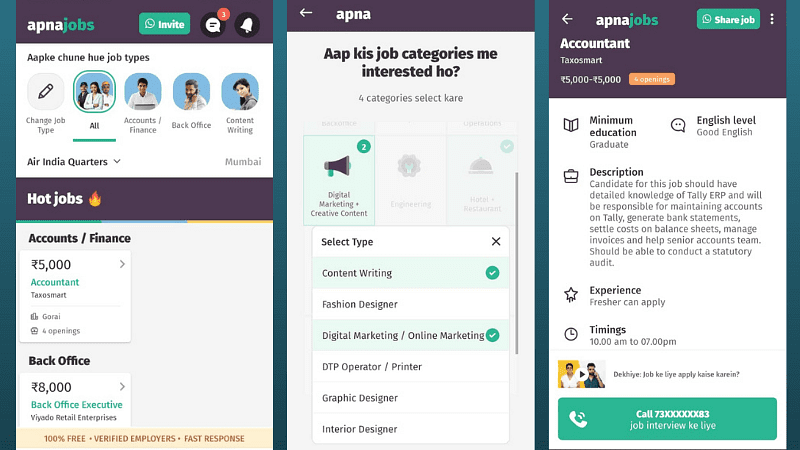 apnajobs
Invite
3
Aapke chune hue job types
Change Job
Type
All
Accounts /
Finance
Back Office
Content
Writing
Air India Quarters
Mumbai
Hot jobs 🔥
Accounts / Finance
₹5,000
Accountant
Taxosmart
Gorai
4 openings
Back Office
₹8,000
Back Office Executive
Viyado Retail Enterprises
100% FREE • VERIFIED EMPLOYERS • FAST RESPONSE
apna
Aap kis job categories me
interested ho?
4 categories select kare
Backoffice
Operations
2
Digital
Marketing +
Creative Content
Engineering
Hotel +
Restaurant
Select Type
Content Writing
Fashion Designer
Digital Marketing / Online Marketing
DTP Operator / Printer
Graphic Designer
Interior Designer
apnajobs
Share job
Accountant
Taxosmart
₹5,000-₹5,000
4 openings
Minimum
education
Graduate
English level
Good English
Description
Candidate for this job should have
detailed knowledge of Tally ERP and will
be responsible for maintaining accounts
on Tally, generate bank statements,
settle costs on balance sheets, manage
invoices and help senior accounts team.
Should be able to conduct a statutory
audit.
Experience
Fresher can apply
Timings
10.00 am to 07.00pm
Dekhiye: Job ke liye apply kaise karein?
Call 73XXXXXX83
job interview ke liye